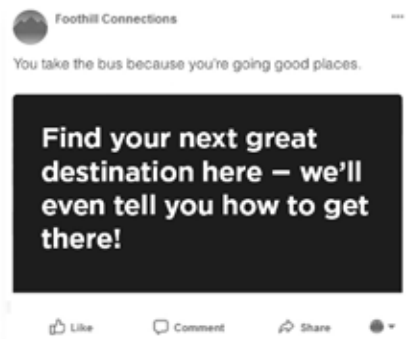 Foothill Connections
You take the bus because you're going good places.
Find your next great
destination here – we'll
even tell you how to get
there!
Like Comment Share